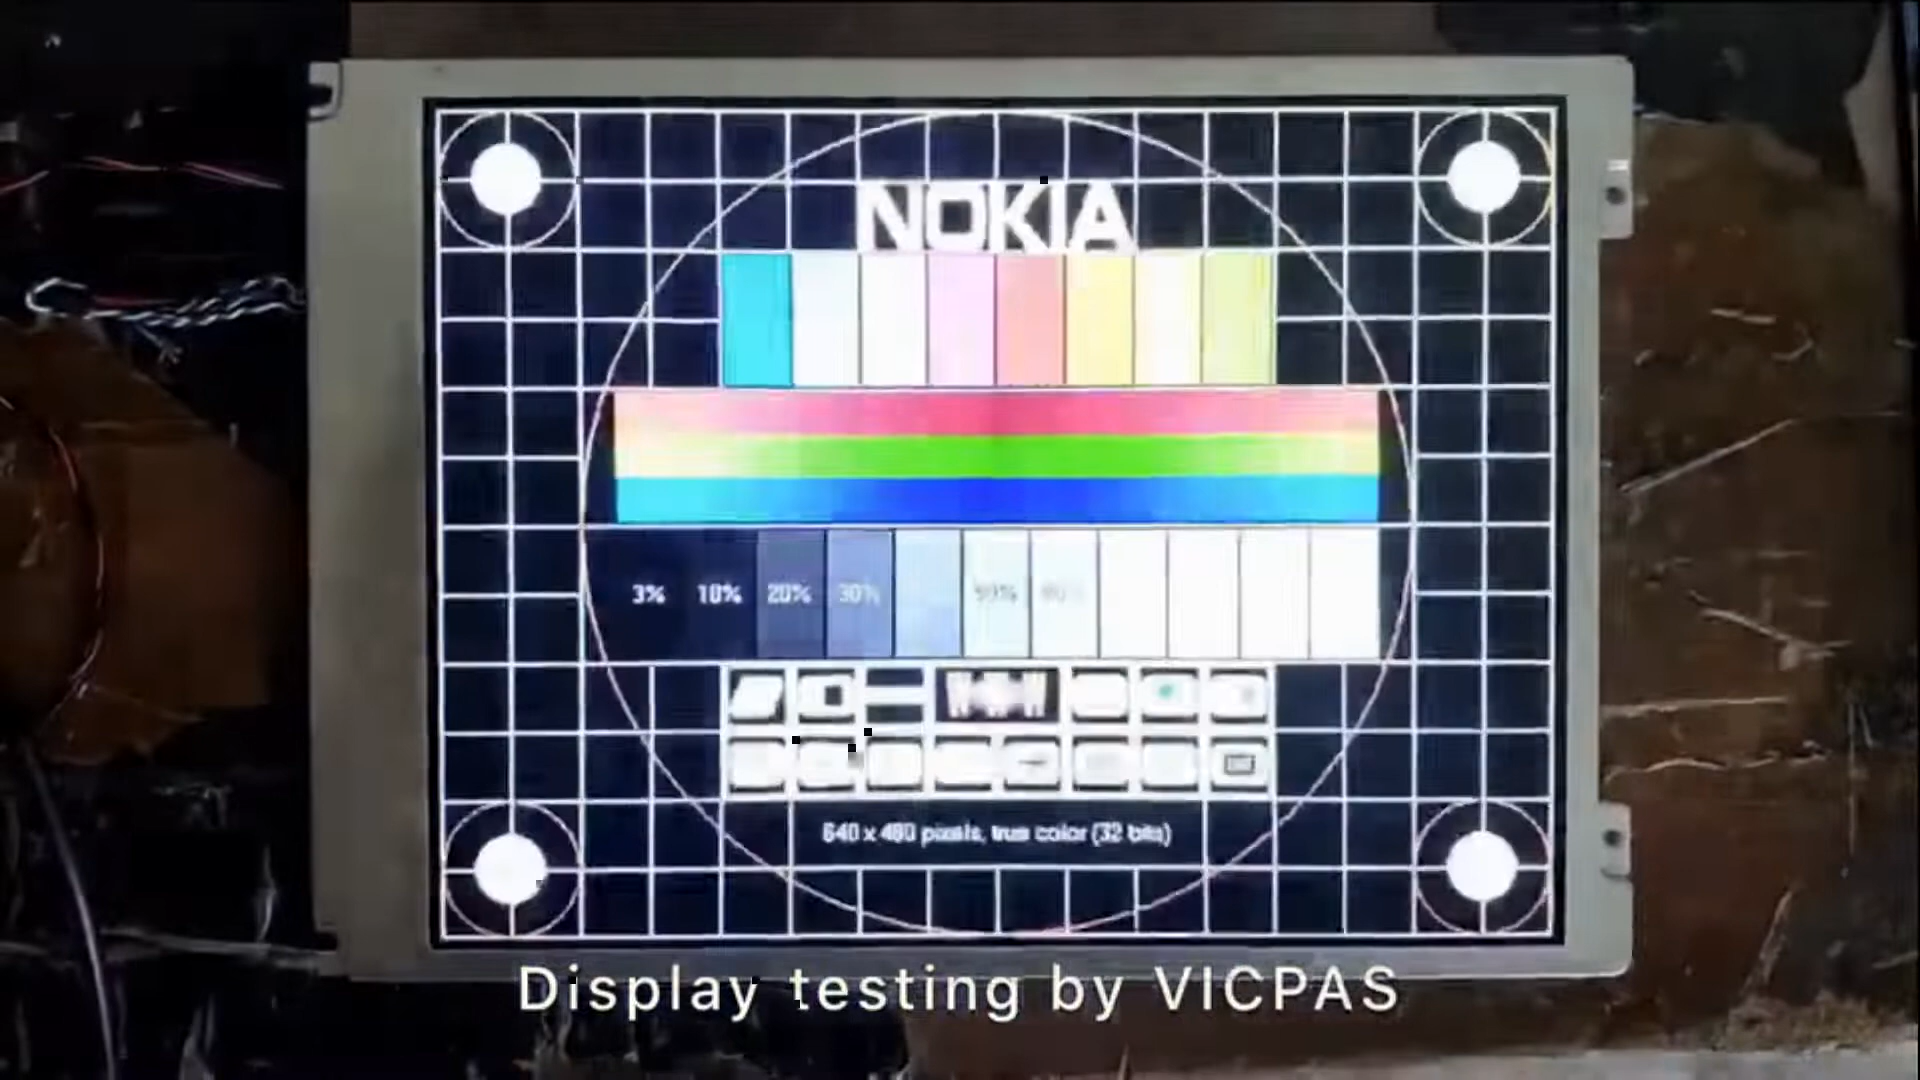 NOKIA
3% 10% 20% 30%
640 x 480 pixels, true color (32 bits)
Display testing by VICPAS